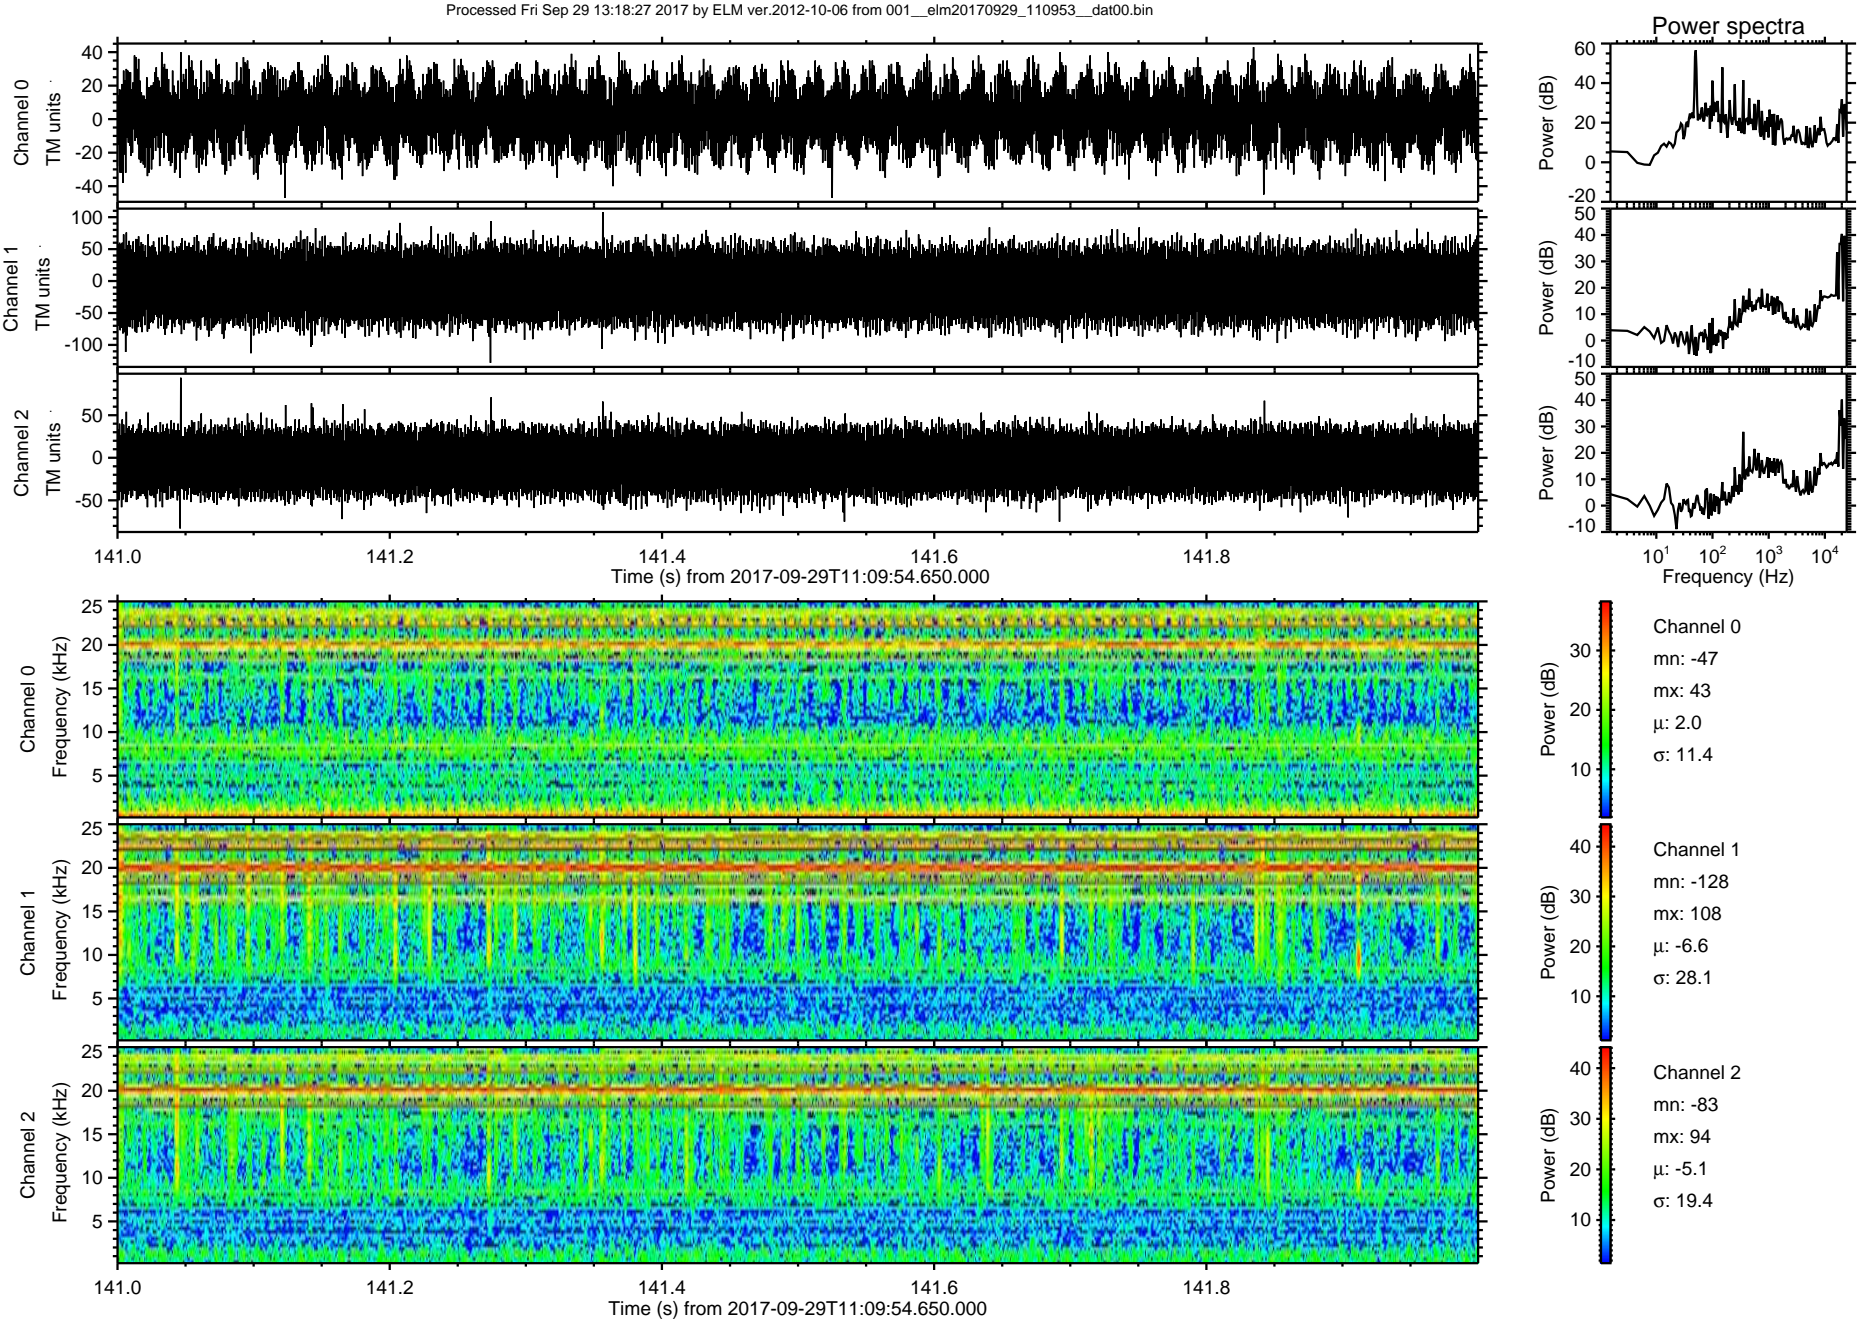 Processed Fri Sep 29 13:18:27 2017 by ELM ver.2012-10-06 from 001__elm20170929_110953__dat00.bin
Power spectra
Channel 0
TM units
40
20
0
-20
-40
Power (dB)
60
40
20
0
-20
Channel 1
TM units
100
50
0
-50
-100
Power (dB)
50
40
30
20
10
0
-10
Channel 2
TM units
50
0
-50
Power (dB)
50
40
30
20
10
0
-10
141.0 141.2 141.4 141.6 141.8
Time (s) from 2017-09-29T11:09:54.650.000
10¹ 10² 10³ 10⁴
Frequency (Hz)
Channel 0
Frequency (kHz)
25
20
15
10
5
Power (dB)
30
20
10
Channel 0
mn: -47
mx: 43
μ: 2.0
σ: 11.4
Channel 1
Frequency (kHz)
25
20
15
10
5
Power (dB)
40
30
20
10
Channel 1
mn: -128
mx: 108
μ: -6.6
σ: 28.1
Channel 2
Frequency (kHz)
25
20
15
10
5
Power (dB)
40
30
20
10
Channel 2
mn: -83
mx: 94
μ: -5.1
σ: 19.4
141.0 141.2 141.4 141.6 141.8
Time (s) from 2017-09-29T11:09:54.650.000